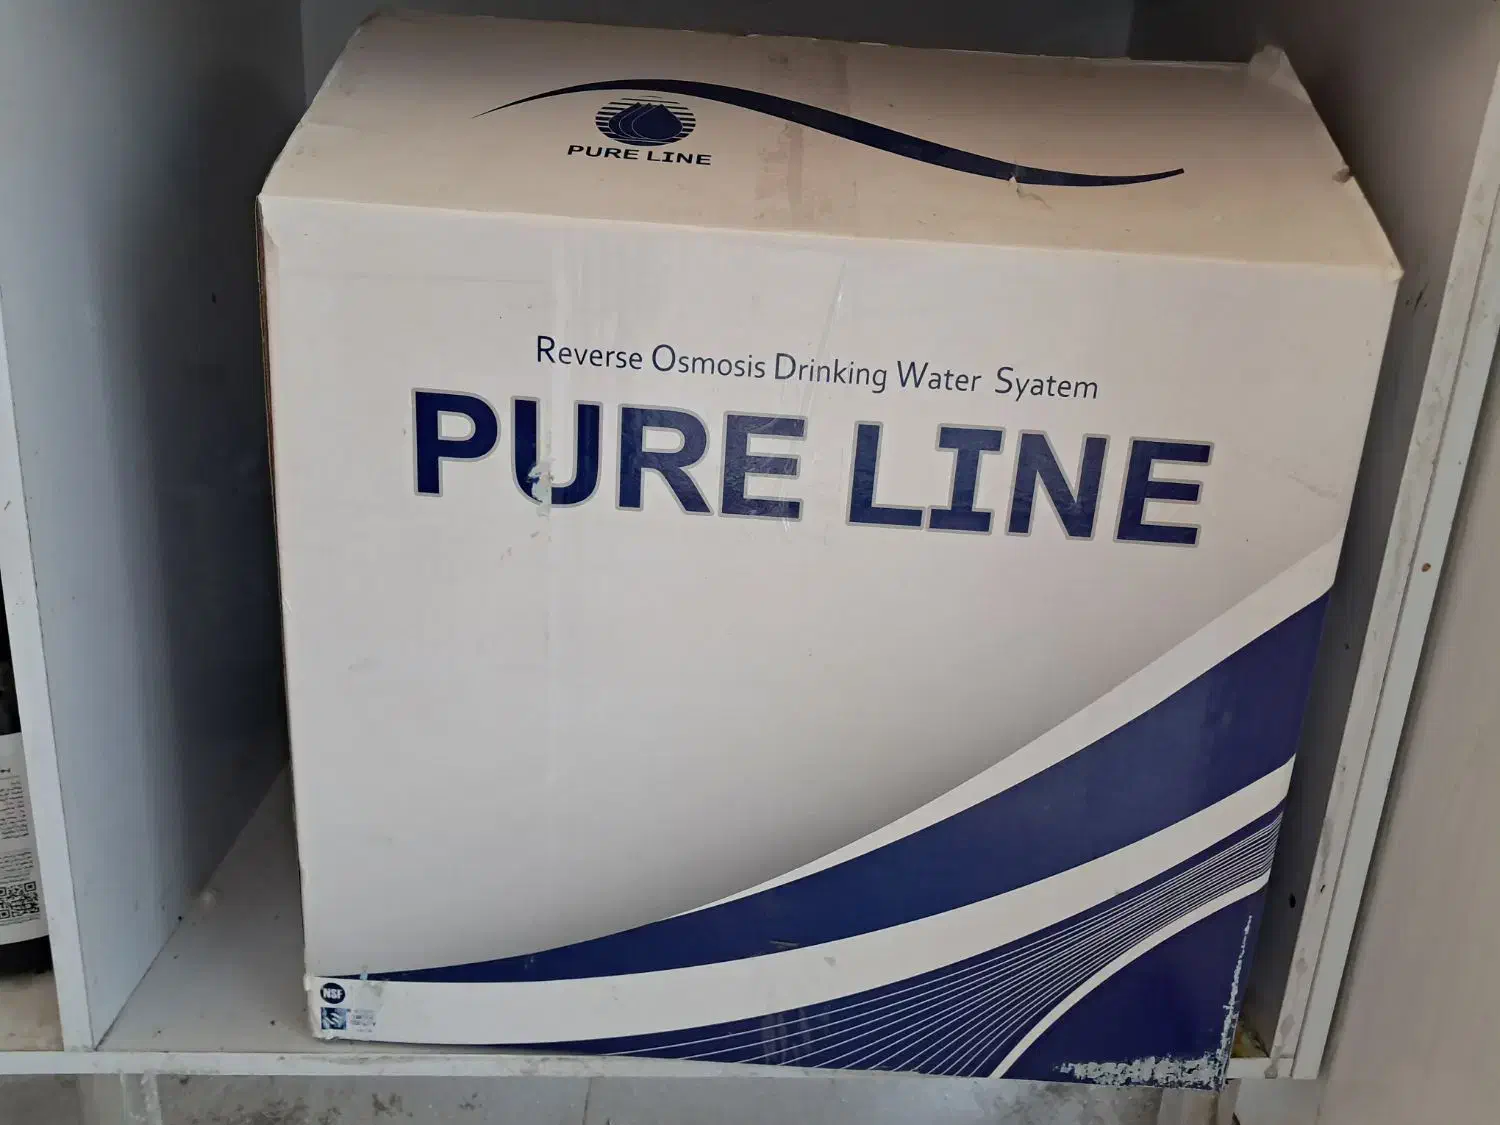 PURE LINE
Reverse Osmosis Drinking Water Syatem
PURE LINE
NSF